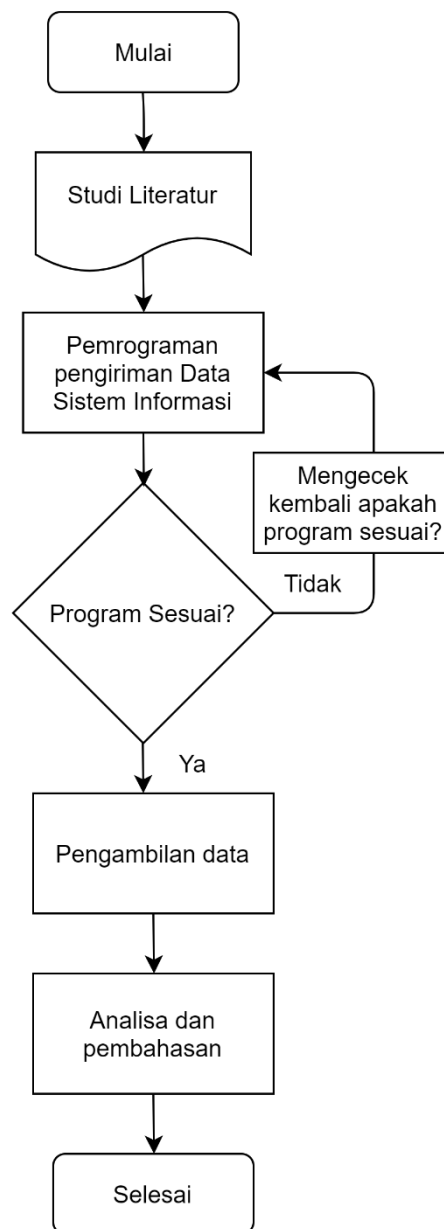 Mulai
Studi Literatur
Pemrograman
pengiriman Data
Sistem Informasi
Mengecek
kembali apakah
program sesuai?
Tidak
Program Sesuai?
Ya
Pengambilan data
Analisa dan
pembahasan
Selesai